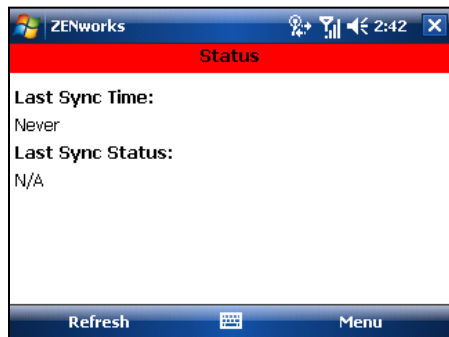 ZENworks 2:42
Status
Last Sync Time:
Never
Last Sync Status:
N/A
Refresh Menu